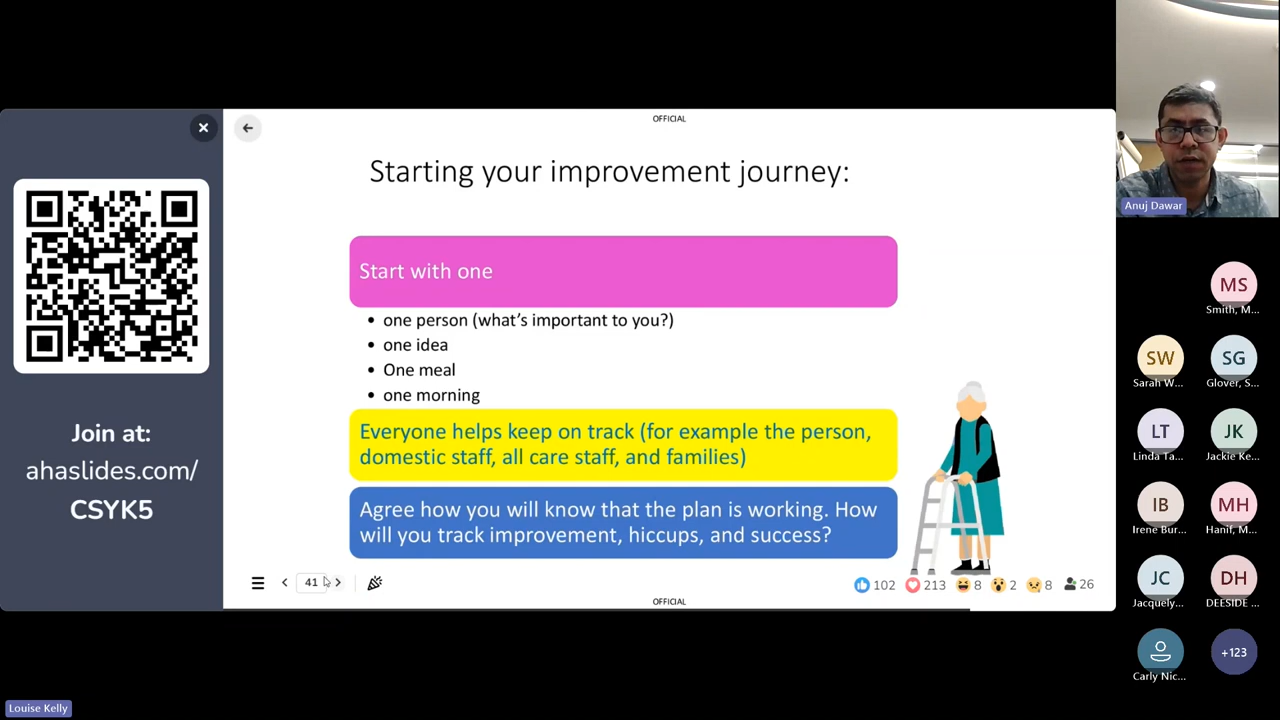 OFFICIAL
Starting your improvement journey:
Start with one
• one person (what's important to you?)
• one idea
• One meal
• one morning
Everyone helps keep on track (for example the person,
domestic staff, all care staff, and families)
Agree how you will know that the plan is working. How
will you track improvement, hiccups, and success?
Join at:
ahaslides.com/
CSYK5
41
102
213
8
2
8
26
OFFICIAL
Louise Kelly
Anuj Dawar
MS
Smith, M...
SW
Sarah W...
SG
Glover, S...
LT
Linda Ta...
JK
Jackie Ke...
IB
Irene Bur...
MH
Hanif, M...
JC
Jacquely...
DH
DEESIDE ...
Carly Nic...
+123